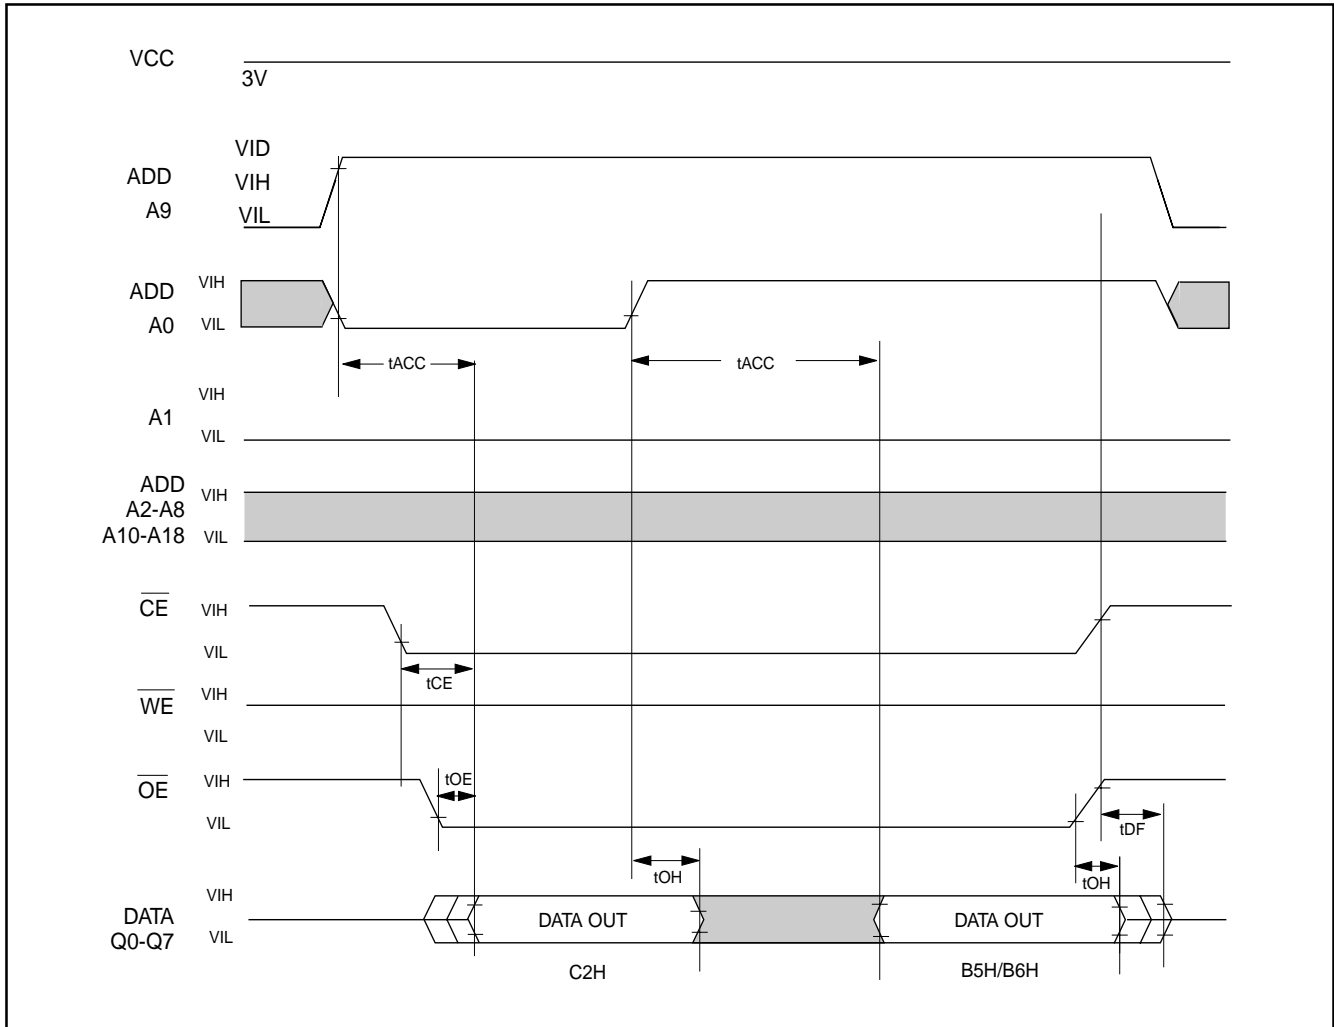 VCC
3V
VID
ADD
VIH
A9
VIL
ADD
VIH
A0
VIL
tACC
tACC
VIH
A1
VIL
ADD
VIH
A2-A8
A10-A18
VIL
CE
VIH
VIL
tCE
WE
VIH
VIL
OE
VIH
tOE
VIL
tDF
tOH
tOH
VIH
DATA
DATA OUT
DATA OUT
Q0-Q7
VIL
C2H
B5H/B6H